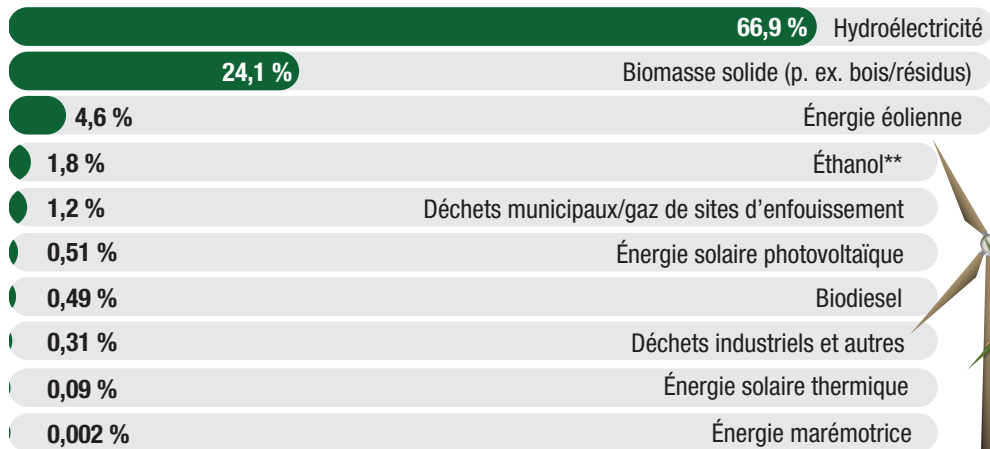 66,9 % Hydroélectricité
24,1 % Biomasse solide (p. ex. bois/résidus)
4,6 % Énergie éolienne
1,8 % Éthanol**
1,2 % Déchets municipaux/gaz de sites d’enfouissement
0,51 % Énergie solaire photovoltaïque
0,49 % Biodiesel
0,31 % Déchets industriels et autres
0,09 % Énergie solaire thermique
0,002 % Énergie marémotrice